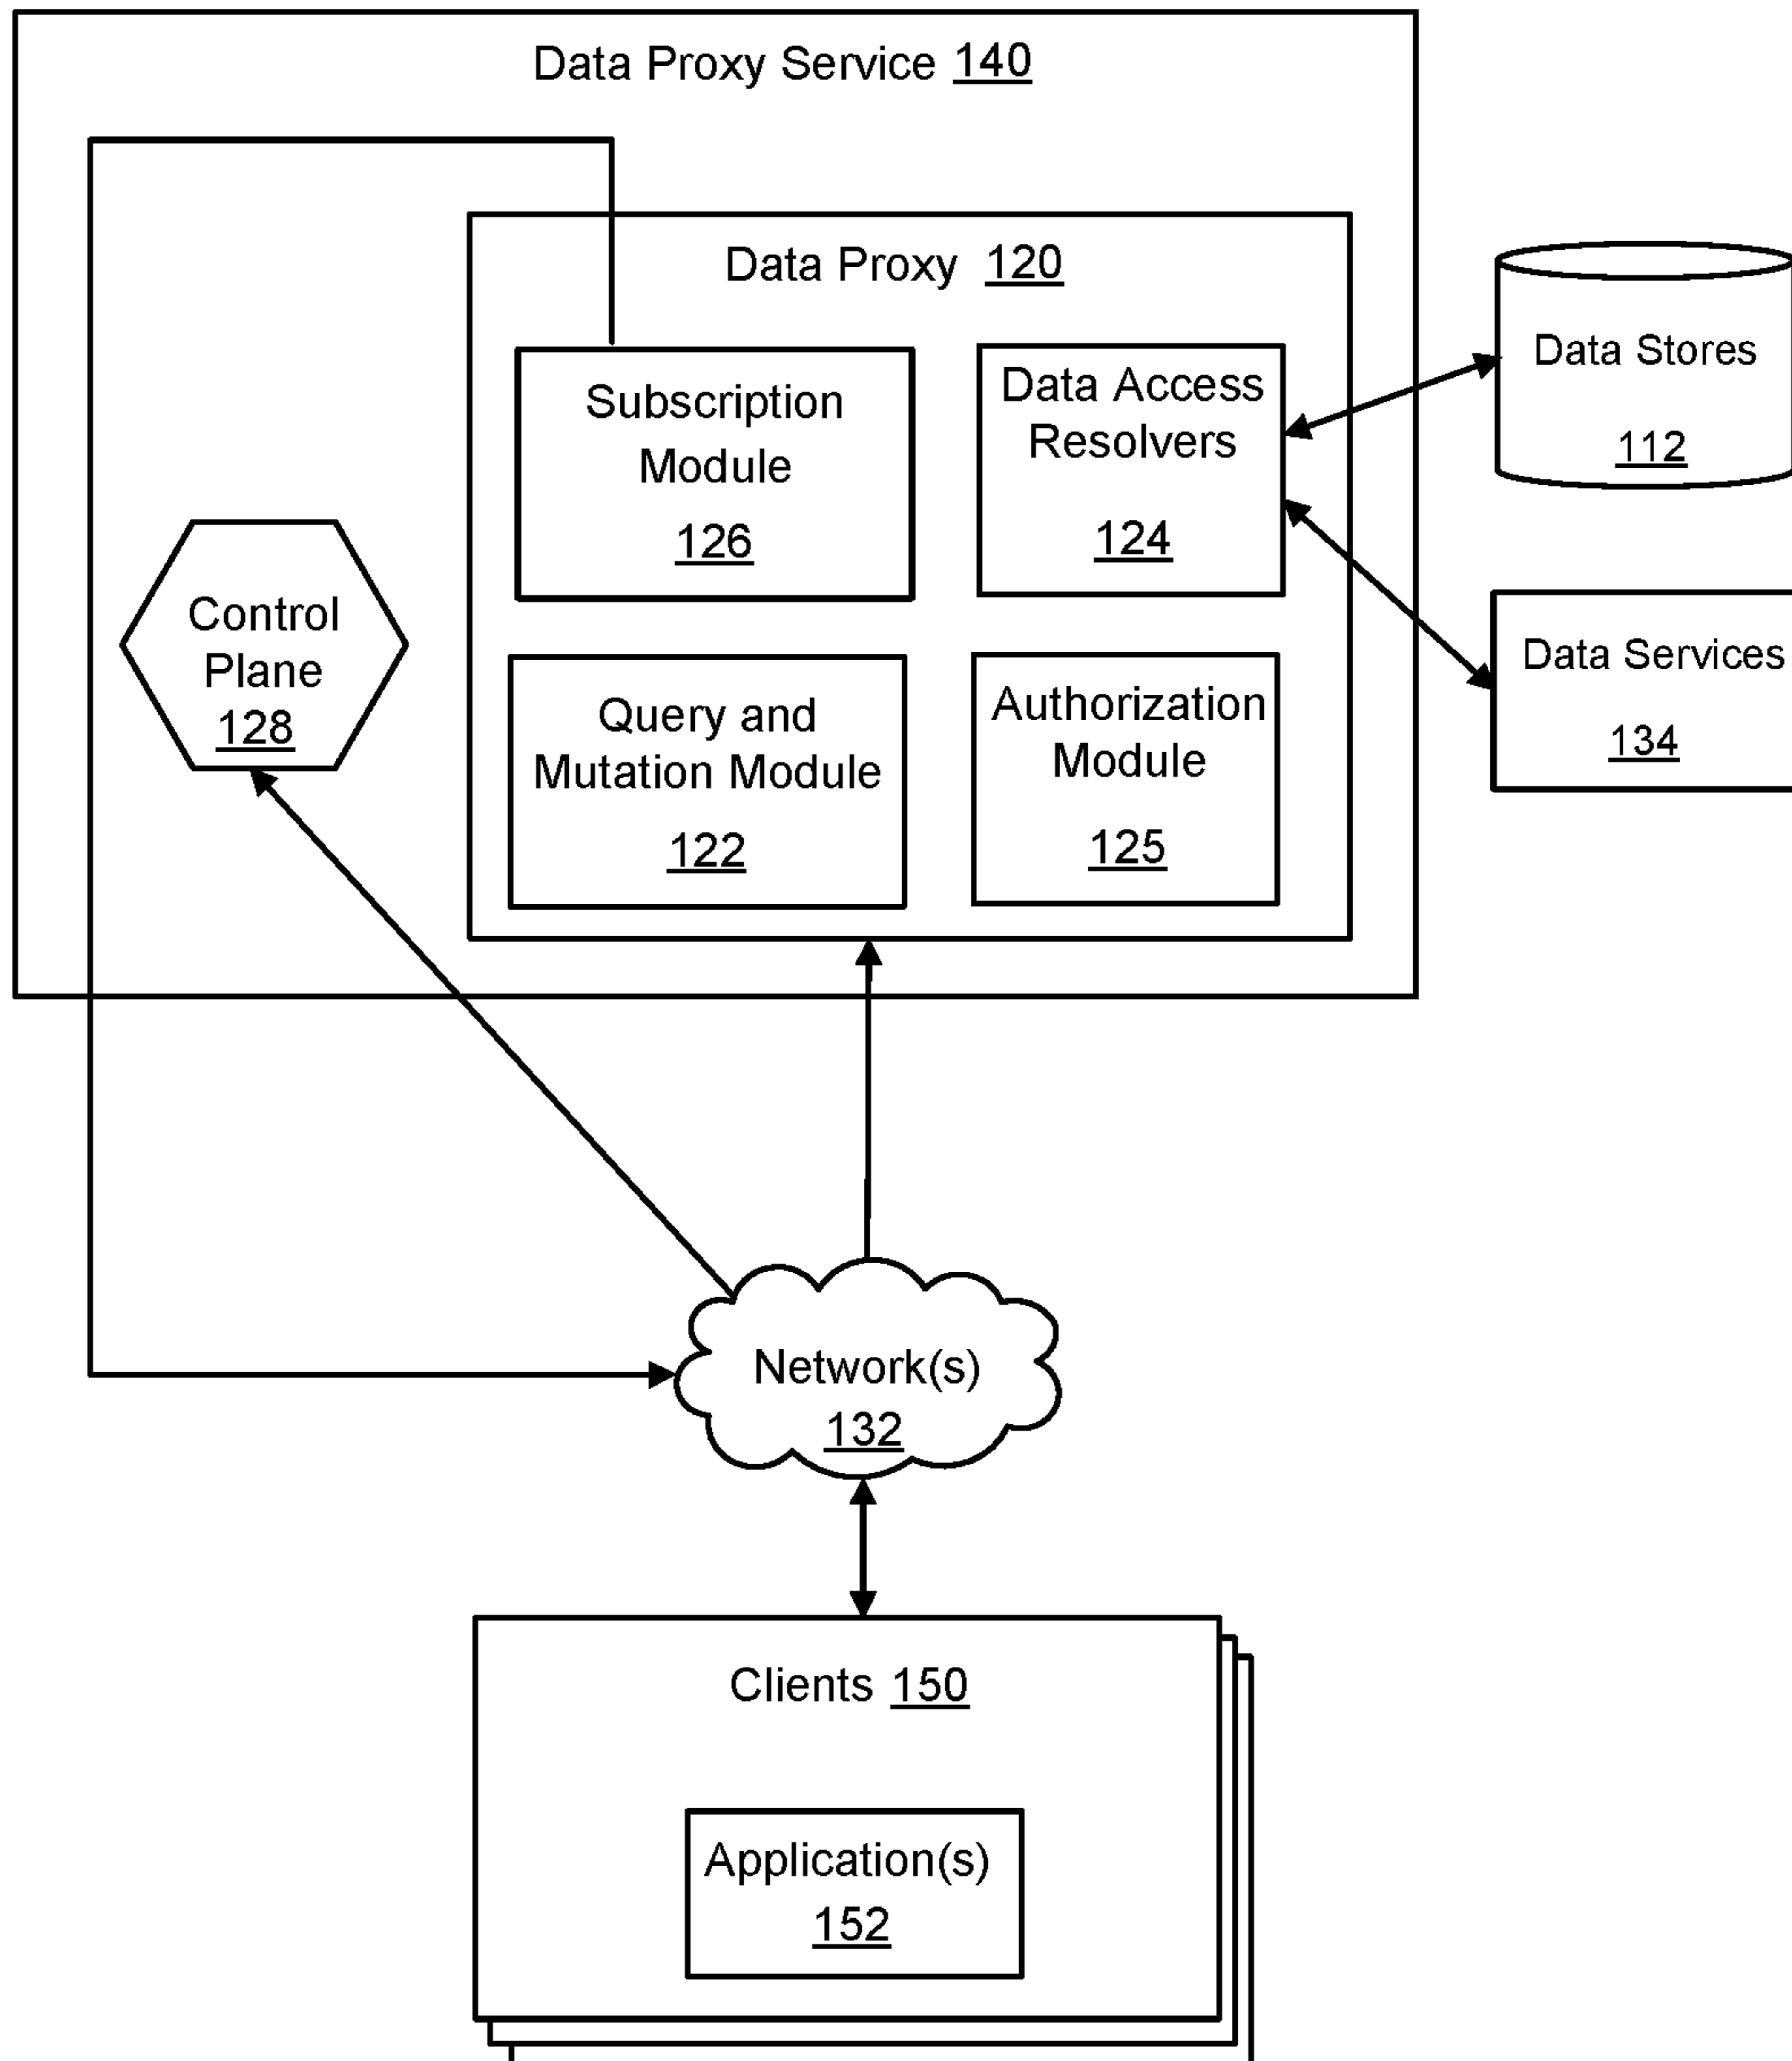 Data Proxy Service 140
Data Proxy 120
Subscription
Module
126
Data Access
Resolvers
124
Data Stores
112
Control
Plane
128
Query and
Mutation Module
122
Authorization
Module
125
Data Services
134
Network(s)
132
Clients 150
Application(s)
152